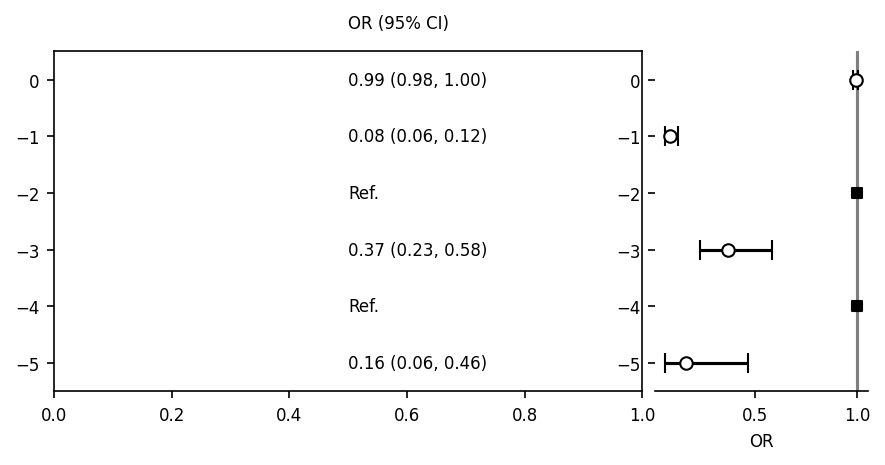 OR (95% CI)
0 0.99 (0.98, 1.00) 0
−1 0.08 (0.06, 0.12) −1
−2 Ref. −2
−3 0.37 (0.23, 0.58) −3
−4 Ref. −4
−5 0.16 (0.06, 0.46) −5
0.0 0.2 0.4 0.6 0.8 1.0 0.5 1.0
OR